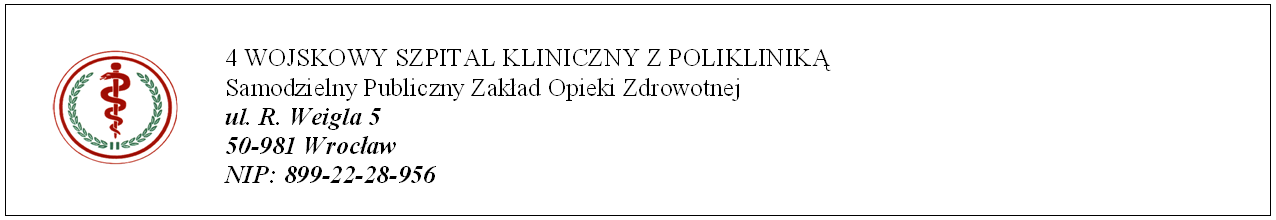 4 WOJSKOWY SZPITAL KLINICZNY Z POLIKLINIKĄ
Samodzielny Publiczny Zakład Opieki Zdrowotnej
ul. R. Weigla 5
50-981 Wrocław
NIP: 899-22-28-956